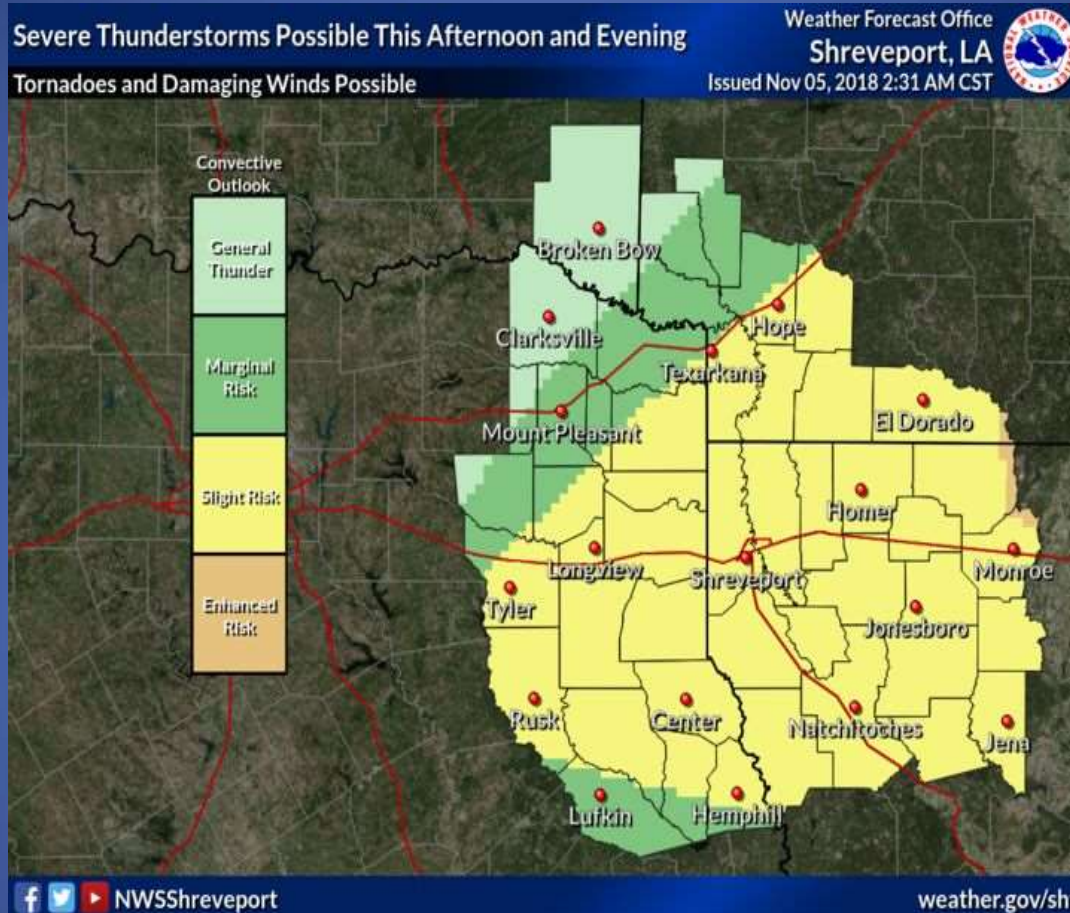 Severe Thunderstorms Possible This Afternoon and Evening
Tornadoes and Damaging Winds Possible
Weather Forecast Office
Shreveport, LA
Issued Nov 05, 2018 2:31 AM CST
NATIONAL WEATHER
Convective
Outlook
General
Thunder
Marginal
Risk
Slight Risk
Enhanced
Risk
Broken Bow
Clarksville
Hope
Texarkana
Mount Pleasant
El Dorado
Homer
Longview
Shreveport
Monroe
Tyler
Jonesboro
Rusk
Center
Natchitoches
Jena
Lufkin
Hemphill
NWSShreveport
weather.gov/sh